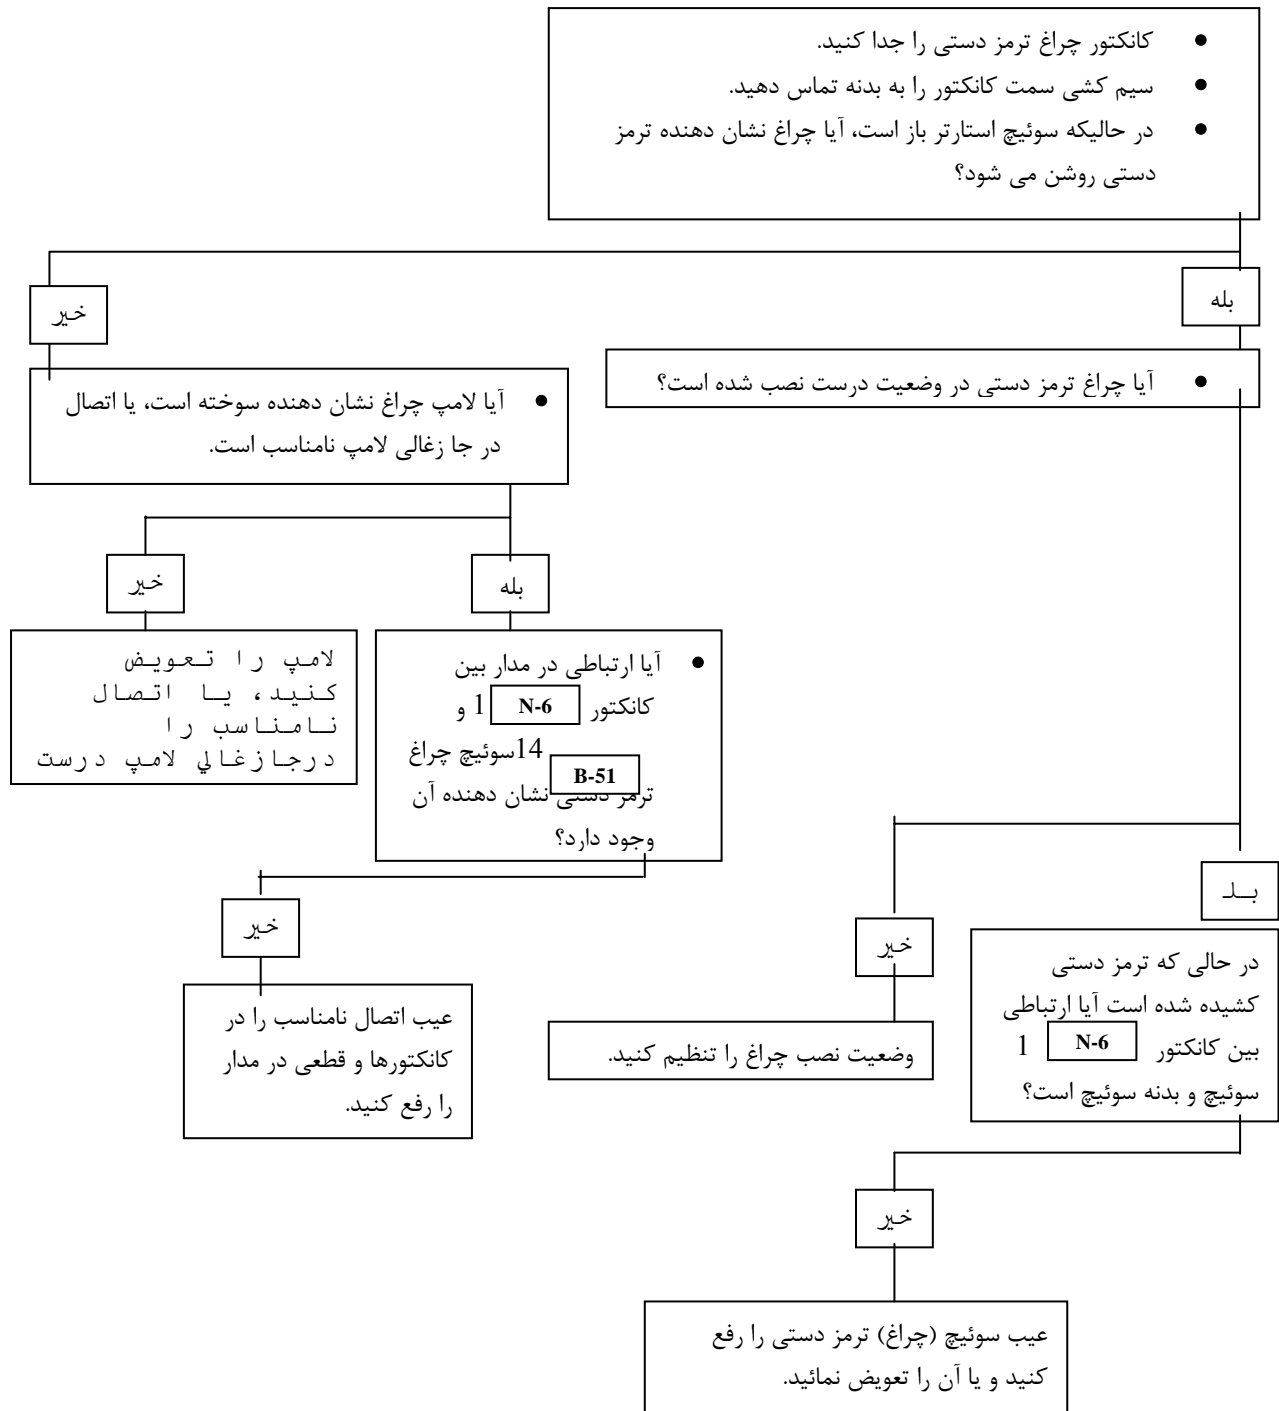 • کانکتور چراغ ترمز دستی را جدا کنید.
• سیم کشی سمت کانکتور را به بدنه تماس دهید.
• در حالیکه سوئیچ استارتر باز است، آیا چراغ نشان دهنده ترمز
دستی روشن می شود؟
بله
خیر
• آیا چراغ ترمز دستی در وضعیت درست نصب شده است؟
• آیا لامپ چراغ نشان دهنده سوخته است، یا اتصال
در جا زغالی لامپ نامناسب است.
بله
خیر
• آیا ارتباطی در مدار بین
کانکتور N-6 1 و
B-51 14سوئیچ چراغ
ترمز دستی نشان دهنده آن
وجود دارد؟
لامپ را تعویض
کنید، یا اتصال
نامناسب را
درجازغالي لامپ درست
بلـ
خیر
خیر
در حالی که ترمز دستی
کشیده شده است آیا ارتباطی
بین کانکتور N-6 1
سوئیچ و بدنه سوئیچ است؟
وضعیت نصب چراغ را تنظیم کنید.
عیب اتصال نامناسب را در
کانکتورها و قطعی در مدار
را رفع کنید.
خیر
عیب سوئیچ (چراغ) ترمز دستی را رفع
کنید و یا آن را تعویض نمائید.